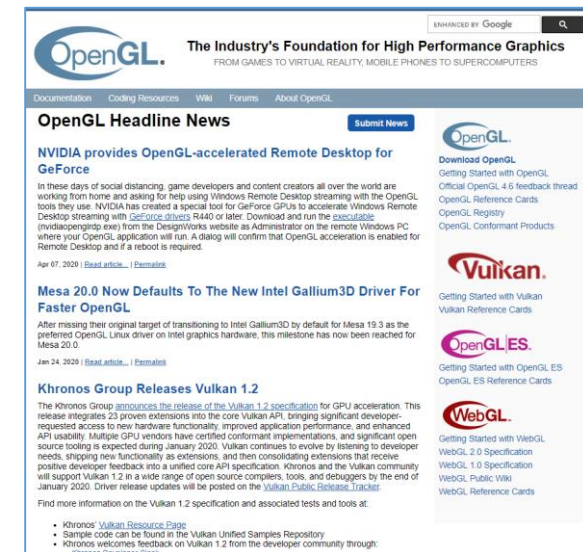 ENHANCED BY Google
OpenGL.
The Industry's Foundation for High Performance Graphics
FROM GAMES TO VIRTUAL REALITY, MOBILE PHONES TO SUPERCOMPUTERS
Documentation Coding Resources Wiki Forums About OpenGL
OpenGL Headline News
Submit News
NVIDIA provides OpenGL-accelerated Remote Desktop for
GeForce
In these days of social distancing, game developers and content creators all over the world are
working from home and asking for help using Windows Remote Desktop streaming with the OpenGL
tools they use. NVIDIA has created a special tool for GeForce GPUs to accelerate Windows Remote
Desktop streaming with GeForce drivers R440 or later. Download and run the executable
(nvidiaopenglrdp.exe) from the DesignWorks website as Administrator on the remote Windows PC
where your OpenGL application will run. A dialog will confirm that OpenGL acceleration is enabled for
Remote Desktop and if a reboot is required.
Apr 07, 2020 | Read article... | Permalink
Mesa 20.0 Now Defaults To The New Intel Gallium3D Driver For
Faster OpenGL
After missing their original target of transitioning to Intel Gallium3D by default for Mesa 19.3 as the
preferred OpenGL Linux driver on Intel graphics hardware, this milestone has now been reached for
Mesa 20.0.
Jan 24, 2020 | Read article... | Permalink
Khronos Group Releases Vulkan 1.2
The Khronos Group announces the release of the Vulkan 1.2 specification for GPU acceleration. This
release integrates 23 proven extensions into the core Vulkan API, bringing significant developer-
requested access to new hardware functionality, improved application performance, and enhanced
API usability. Multiple GPU vendors have certified conformant implementations, and significant open
source tooling is expected during January 2020. Vulkan continues to evolve by listening to developer
needs, shipping new functionality as extensions, and then consolidating extensions that receive
positive developer feedback into a unified core API specification. Khronos and the Vulkan community
will support Vulkan 1.2 in a wide range of open source compilers, tools, and debuggers by the end of
January 2020. Driver release updates will be posted on the Vulkan Public Release Tracker.
Find more information on the Vulkan 1.2 specification and associated tests and tools at:
• Khronos' Vulkan Resource Page
• Sample code can be found in the Vulkan Unified Samples Repository
• Khronos welcomes feedback on Vulkan 1.2 from the developer community through:
OpenGL.
Download OpenGL
Getting Started with OpenGL
Official OpenGL 4.6 feedback thread
OpenGL Reference Cards
OpenGL Registry
OpenGL Conformant Products
Vulkan.
Getting Started with Vulkan
Vulkan Reference Cards
OpenGL|ES.
Getting Started with OpenGL ES
OpenGL ES Reference Cards
WebGL.
Getting Started with WebGL
WebGL 2.0 Specification
WebGL 1.0 Specification
WebGL Public Wiki
WebGL Reference Cards